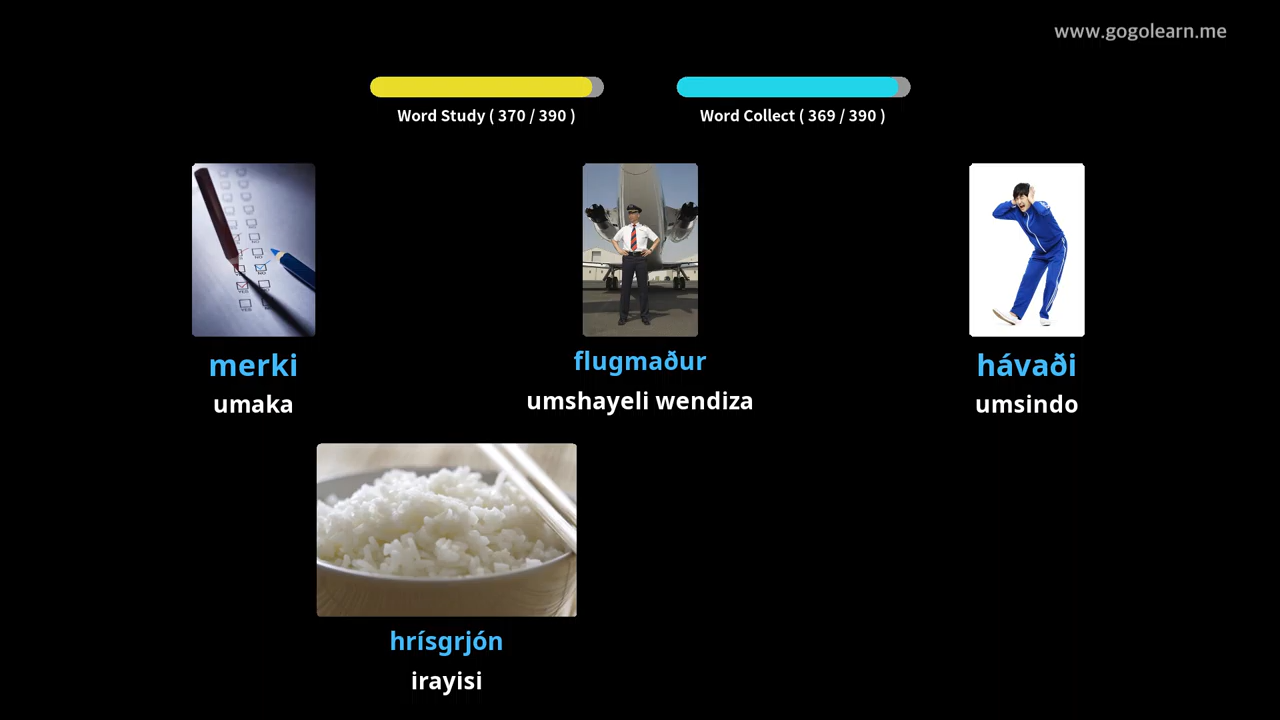 www.gogolearn.me
Word Study ( 370 / 390 )
Word Collect ( 369 / 390 )
merki
umaka
flugmaður
umshayeli wendiza
hávaði
umsindo
hrísgrjón
irayisi